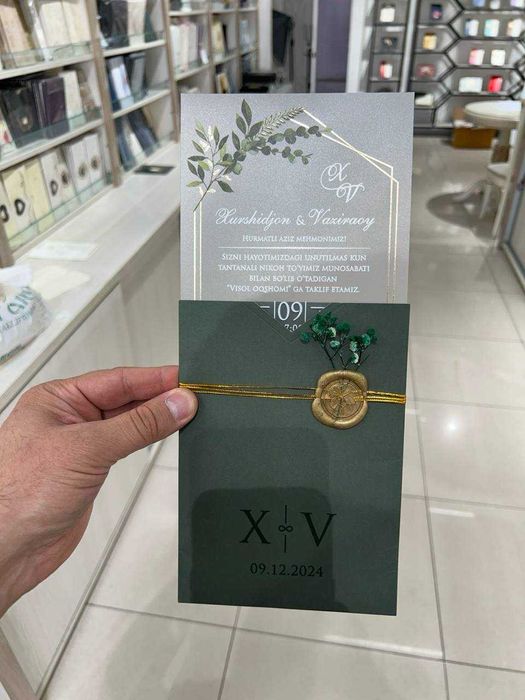 X
V
Xurshidjon & Vaziraoy
HURMATLI AZIZ MEHMONIMIZ!
SIZNI HAYOTIMIZDAGI UNUTILMAS KUN
TANTANALI NIKOH TO'YIMIZ MUNOSABATI
BILAN BO'LIB O'TADIGAN
"VISOL OQSHOMI" GA TAKLIF ETAMIZ.
09
X V
09.12.2024